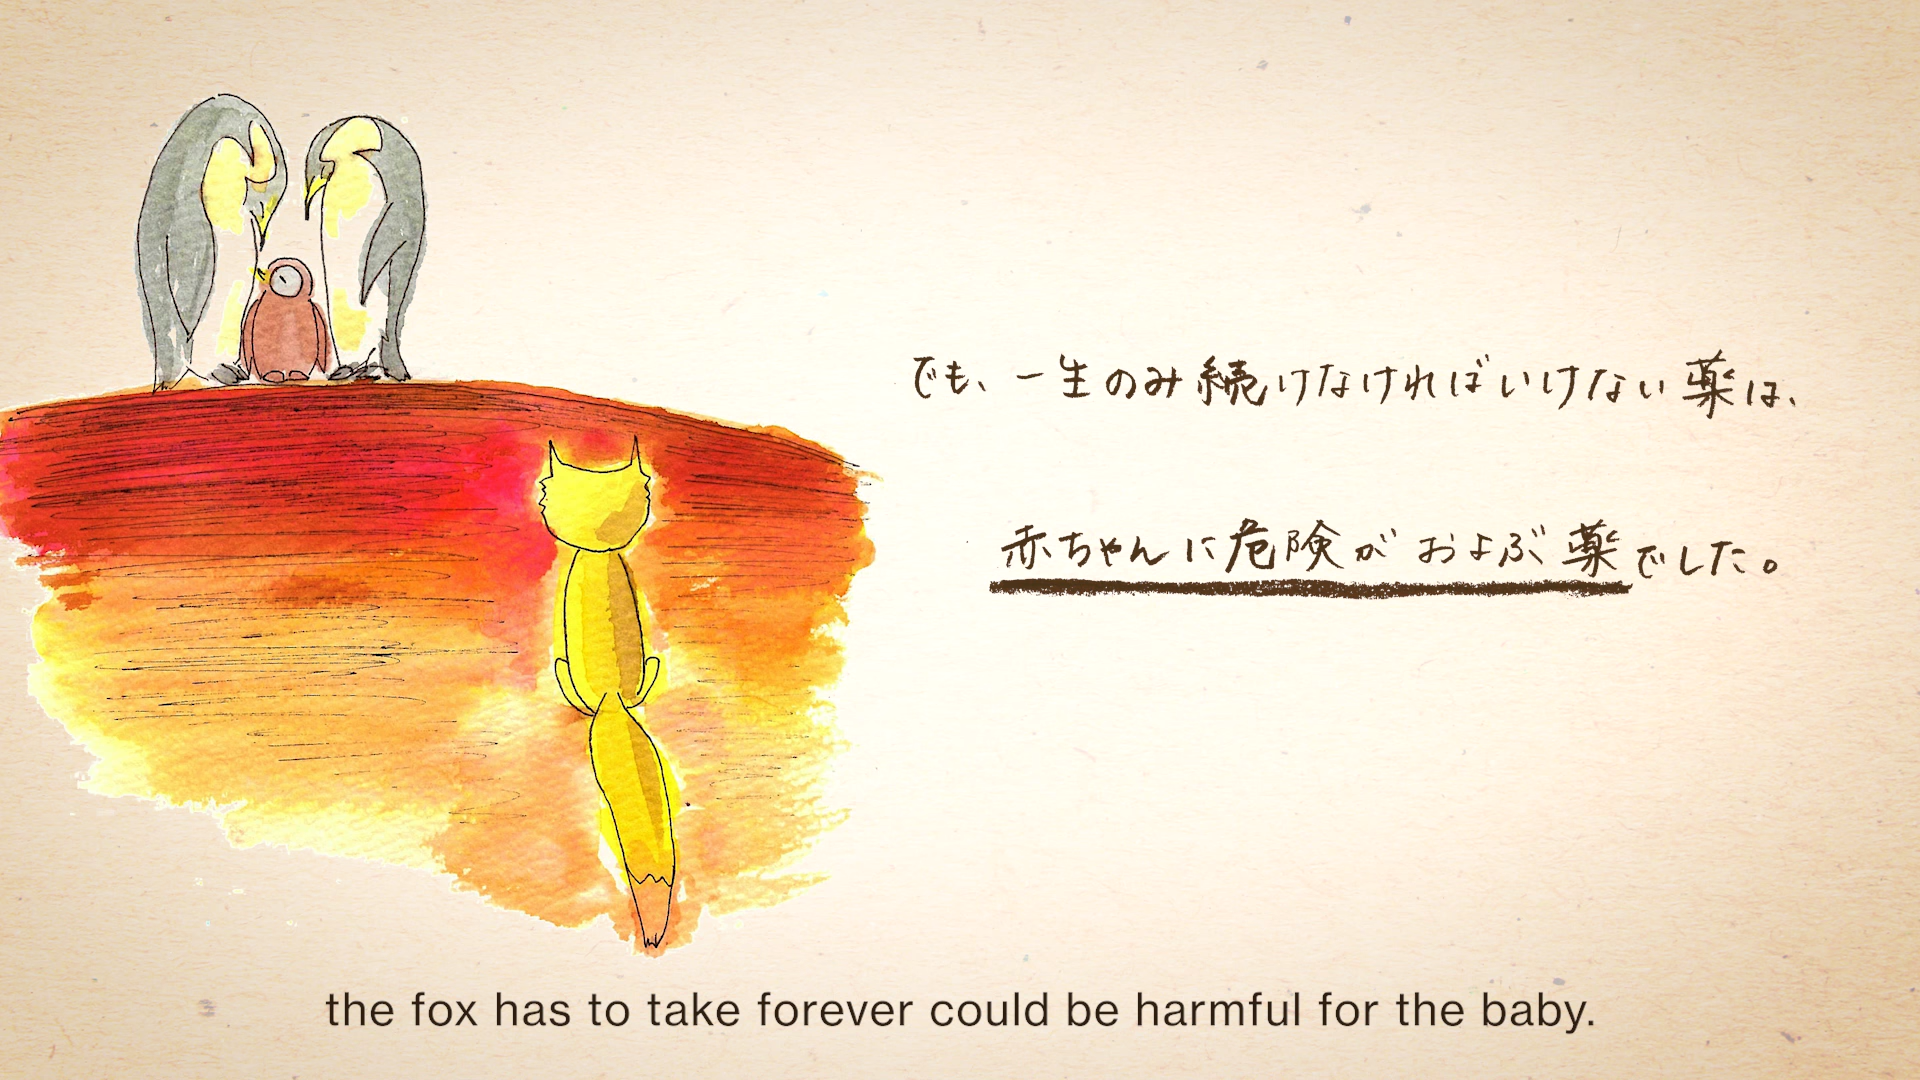 でも、一生のみ続けなければいけない薬は、
赤ちゃんに危険がおよぶ薬でした。
the fox has to take forever could be harmful for the baby.